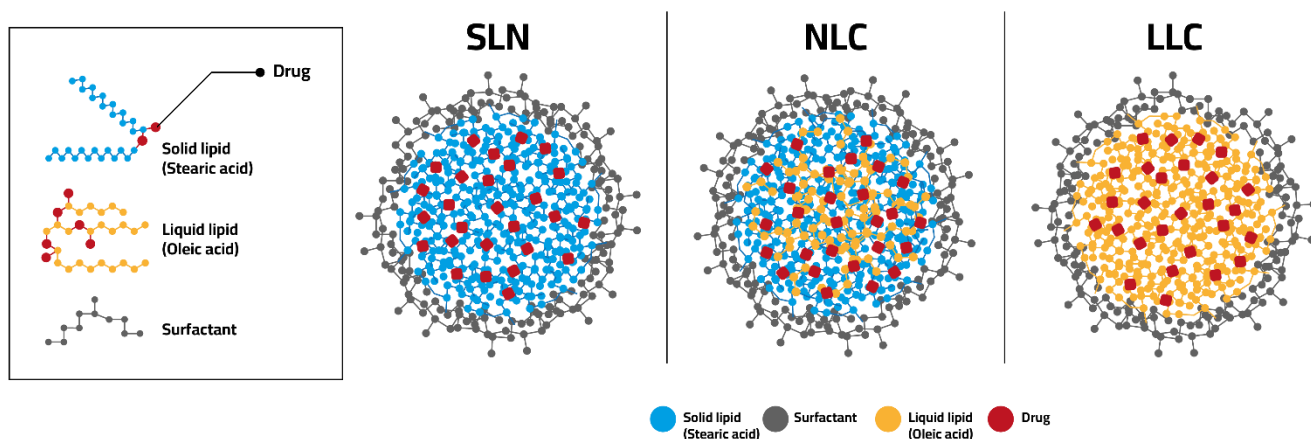 SLN
NLC
LLC
Drug
Solid lipid
(Stearic acid)
Liquid lipid
(Oleic acid)
Surfactant
Solid lipid
(Stearic acid)
Surfactant
Liquid lipid
(Oleic acid)
Drug